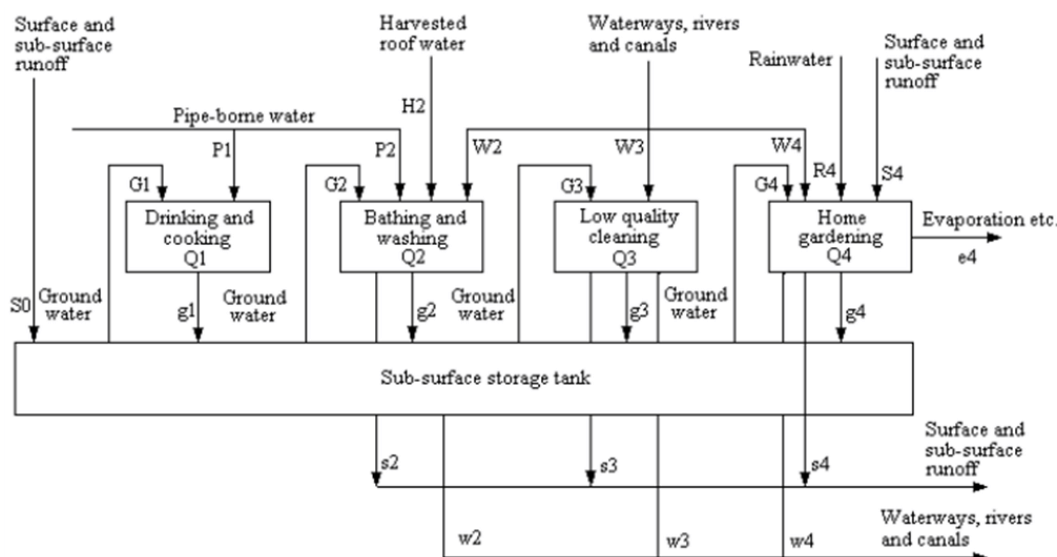 Surface and
sub-surface
runoff
Harvested
roof water
Waterways, rivers
and canals
Rainwater
Surface and
sub-surface
runoff
Pipe-borne water
H2
P1
P2
W2
W3
W4
R4
S4
G1
G2
G3
G4
Drinking and
cooking
Q1
Bathing and
washing
Q2
Low quality
cleaning
Q3
Home
gardening
Q4
Evaporation etc.
e4
S0
Ground
water
g1
Ground
water
g2
Ground
water
g3
Ground
water
g4
Sub-surface storage tank
s2
s3
s4
Surface and
sub-surface
runoff
w2
w3
w4
Waterways, rivers
and canals